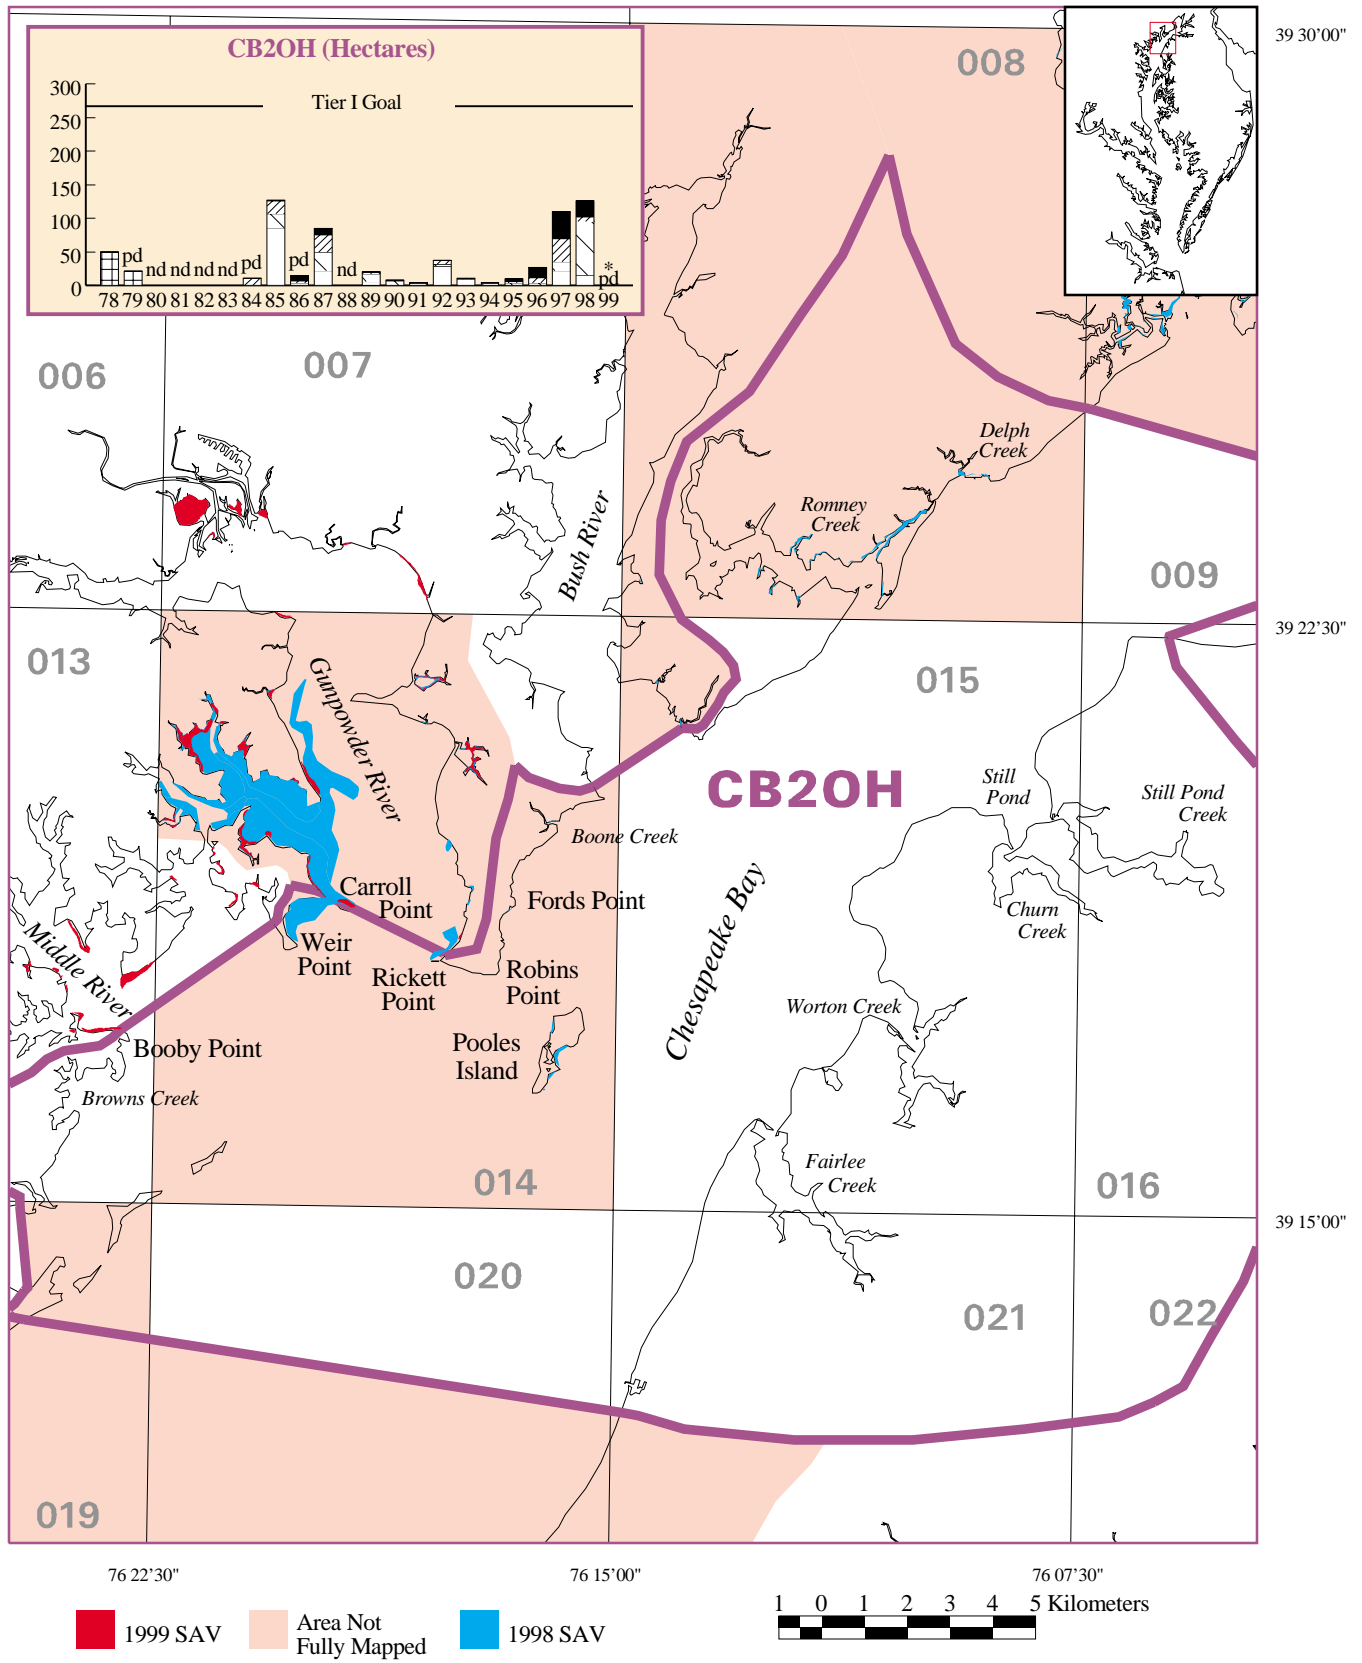 CB2OH (Hectares)
300
250
200
150
100
50
0
Tier I Goal
pd
nd nd nd nd pd
pd
nd
*
pd
78 79 80 81 82 83 84 85 86 87 88 89 90 91 92 93 94 95 96 97 98 99
008
39 30'00"
006
007
Delph
Creek
Romney
Creek
Bush River
009
39 22'30"
013
Gunpowder River
015
CB2OH
Still
Pond
Still Pond
Creek
Boone Creek
Carroll
Point
Fords Point
Churn
Creek
Chesapeake Bay
Middle River
Weir
Point
Rickett
Point
Robins
Point
Worton Creek
Booby Point
Pooles
Island
Browns Creek
Fairlee
Creek
014
016
39 15'00"
020
021
022
019
76 22'30"
76 15'00"
76 07'30"
1999 SAV
Area Not
Fully Mapped
1998 SAV
1 0 1 2 3 4 5 Kilometers